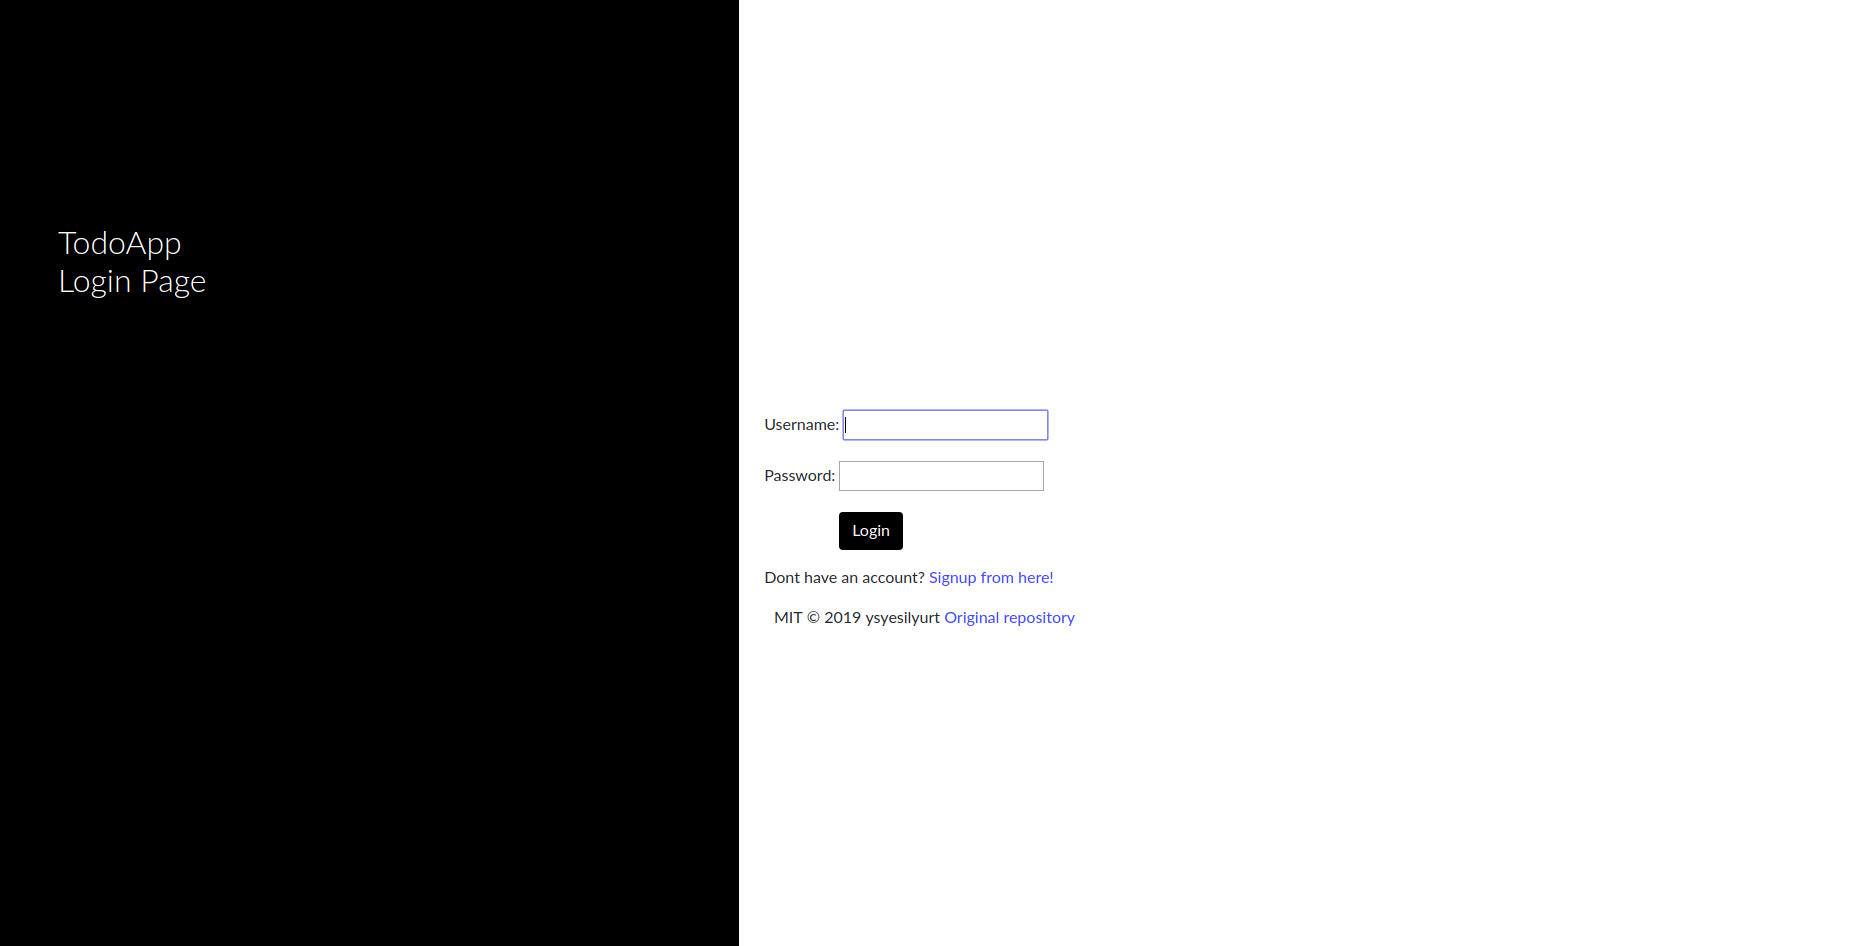 TodoApp
Login Page
Username:
Password:
Login
Dont have an account? Signup from here!
MIT © 2019 ysyesilyurt Original repository